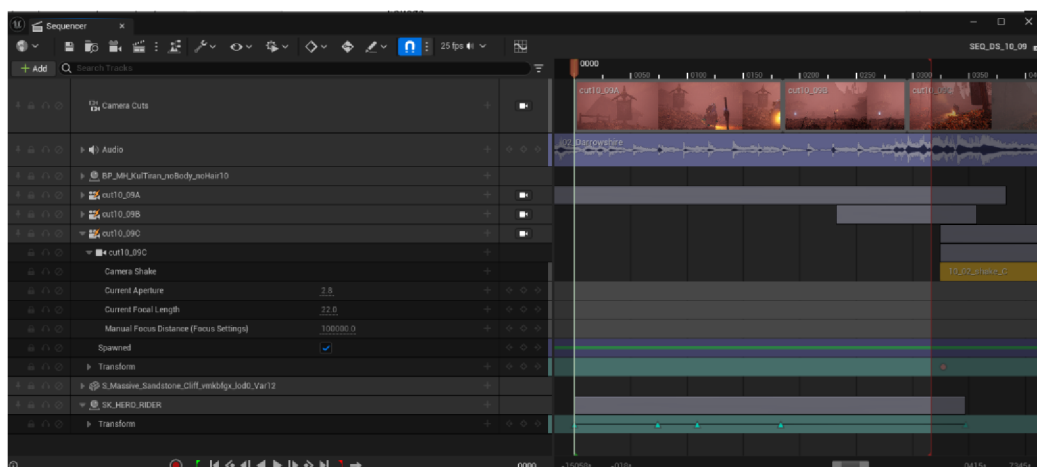 Sequencer ×
25 fps
SEQ_DS_10_09
+ Add Search Tracks
0000
0050 0100 0150 0200 0250 0300 0350
Camera Cuts
cut10_09A cut10_09B
Audio
Darrowshire
BP_MH_KulTiran_noBody_noHair10
cut10_09A
cut10_09B
cut10_09C
cut10_09C
Camera Shake
Current Aperture 2.8
Current Focal Length 22.0
Manual Focus Distance (Focus Settings) 100000.0
Spawned
Transform
S_Massive_Sandstone_Cliff_vmkbfgx_lod0_Var12
SK_HERO_RIDER
Transform
0000